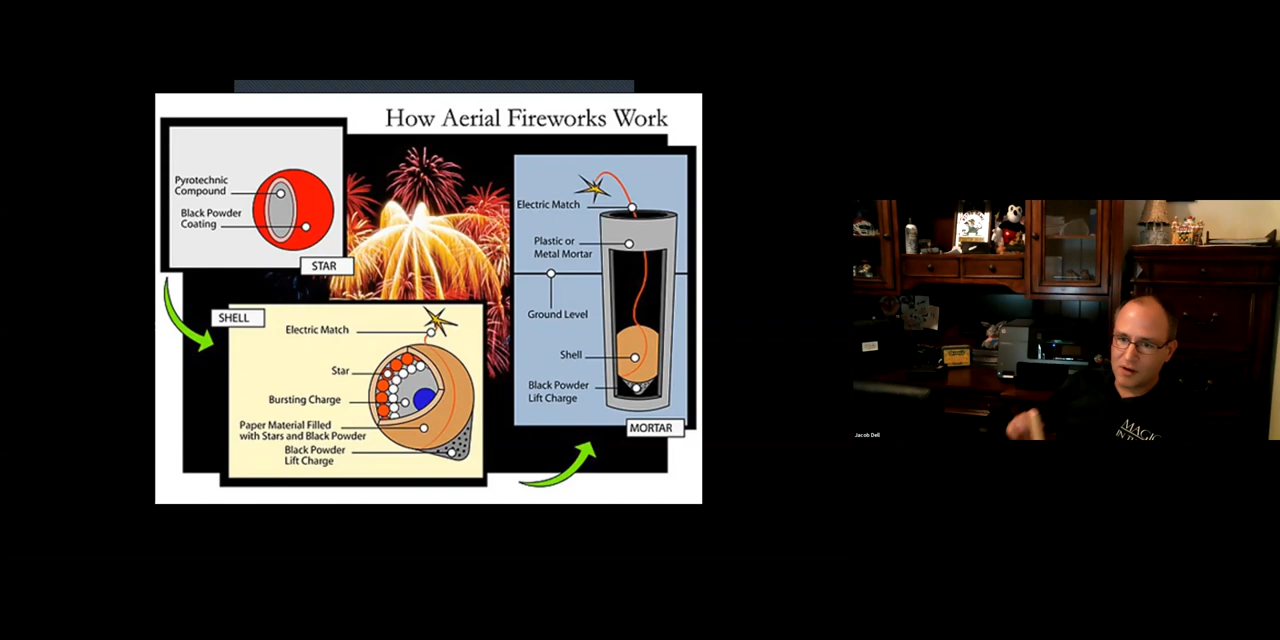 How Aerial Fireworks Work
Pyrotechnic
Compound
Black Powder
Coating
STAR
SHELL
Electric Match
Star
Bursting Charge
Paper Material Filled
with Stars and Black Powder
Black Powder
Lift Charge
Electric Match
Plastic or
Metal Mortar
Ground Level
Shell
Black Powder
Lift Charge
MORTAR
Jacob Dell
MAGIC